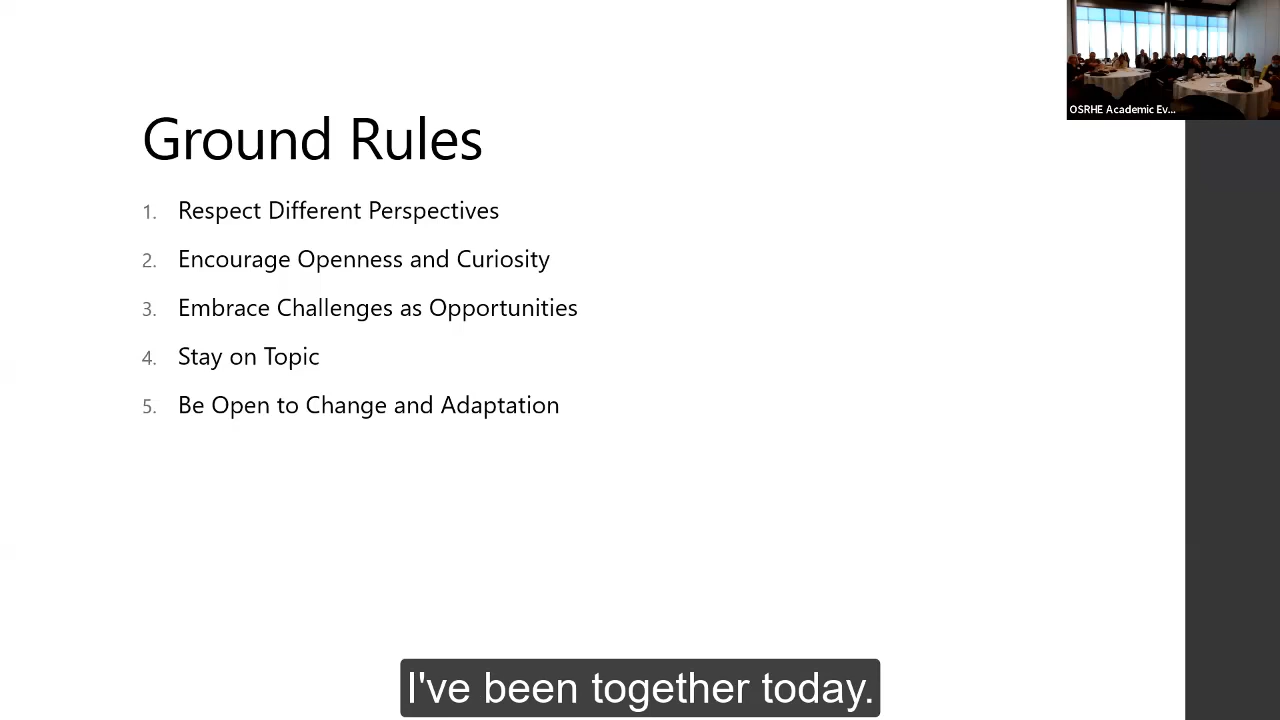 OSRHE Academic Ev...
Ground Rules
1. Respect Different Perspectives
2. Encourage Openness and Curiosity
3. Embrace Challenges as Opportunities
4. Stay on Topic
5. Be Open to Change and Adaptation
I've been together today.